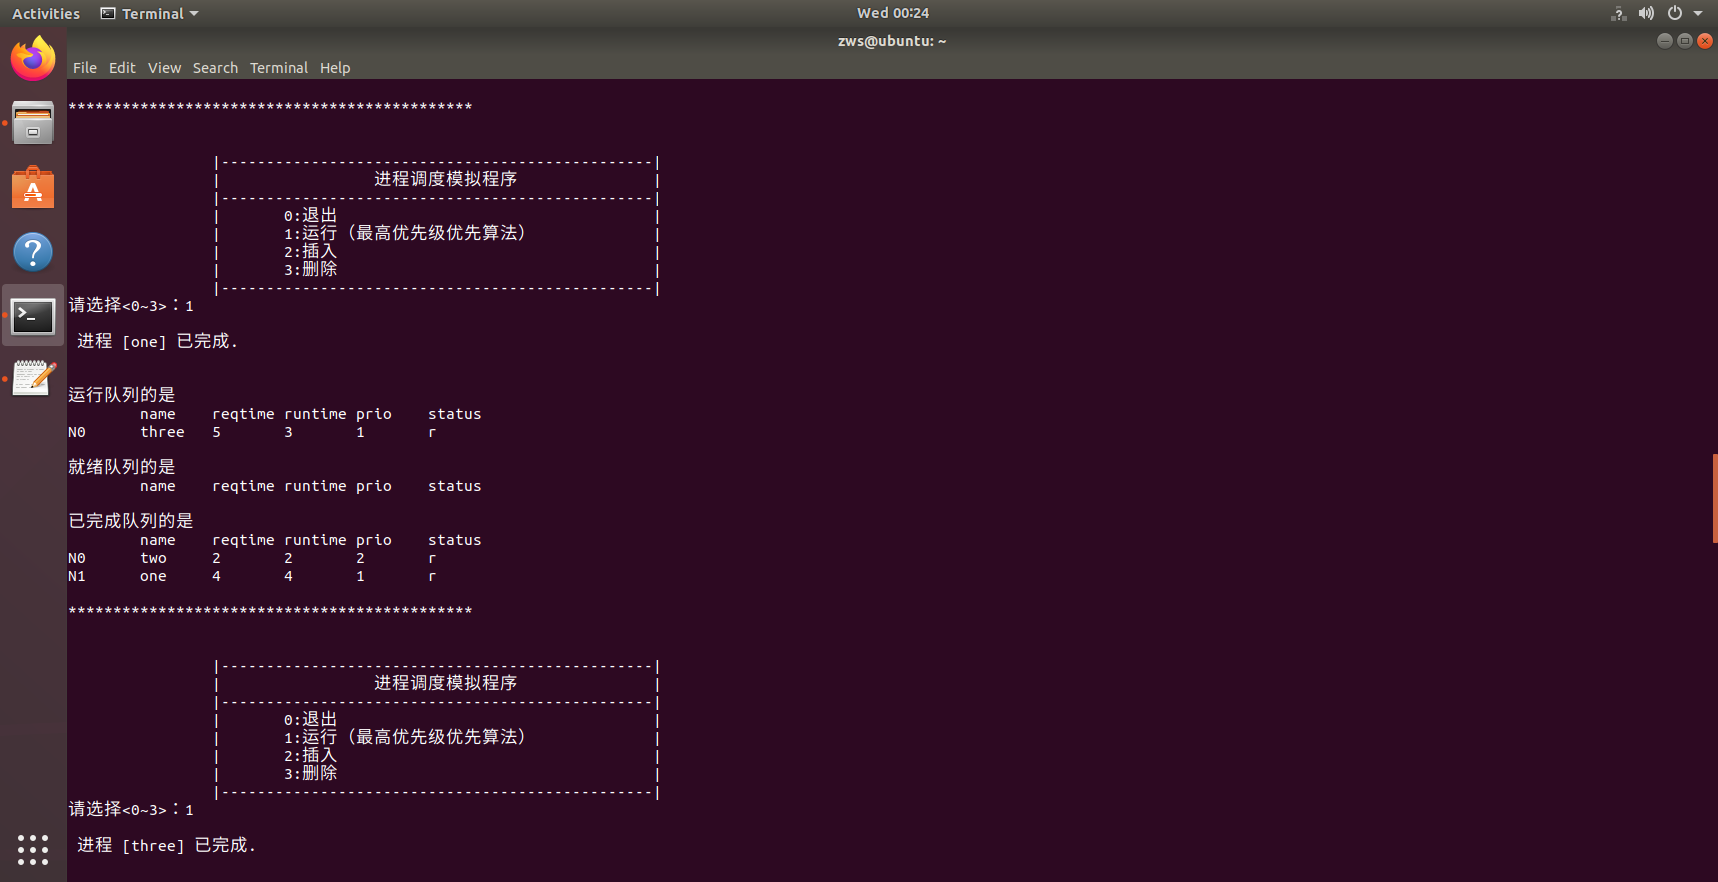 Activities Terminal Wed 00:24
zws@ubuntu: ~
File Edit View Search Terminal Help
*********************************************
|------------------------------------------------|
| 进程调度模拟程序 |
|------------------------------------------------|
| 0:退出 |
| 1:运行（最高优先级优先算法） |
| 2:插入 |
| 3:删除 |
|------------------------------------------------|
请选择<0~3>：1
进程 [one] 已完成.
运行队列的是
name reqtime runtime prio status
N0 three 5 3 1 r
就绪队列的是
name reqtime runtime prio status
已完成队列的是
name reqtime runtime prio status
N0 two 2 2 2 r
N1 one 4 4 1 r
*********************************************
|------------------------------------------------|
| 进程调度模拟程序 |
|------------------------------------------------|
| 0:退出 |
| 1:运行（最高优先级优先算法） |
| 2:插入 |
| 3:删除 |
|------------------------------------------------|
请选择<0~3>：1
进程 [three] 已完成.